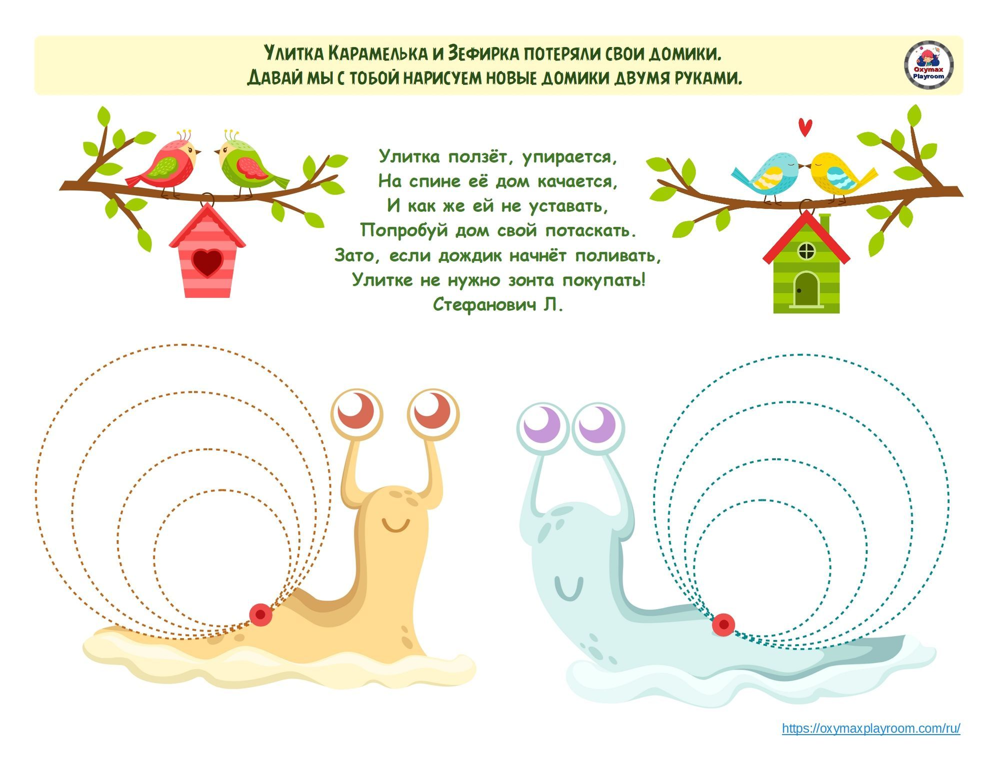 Улитка Карамелька и Зефирка потеряли свои домики.
Давай мы с тобой нарисуем новые домики двумя руками.
Oxymax
Playroom
Улитка ползёт, упирается,
На спине её дом качается,
И как же ей не уставать,
Попробуй дом свой потаскать.
Зато, если дождик начнёт поливать,
Улитке не нужно зонта покупать!
Стефанович Л.
https://oxymaxplayroom.com/ru/